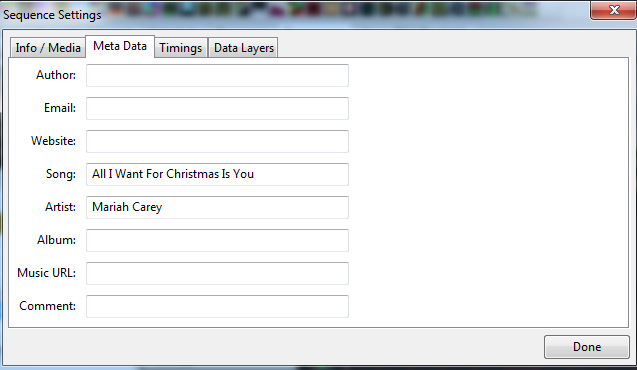 Sequence Settings
Info / Media Meta Data Timings Data Layers
Author:
Email:
Website:
Song: All I Want For Christmas Is You
Artist: Mariah Carey
Album:
Music URL:
Comment:
Done